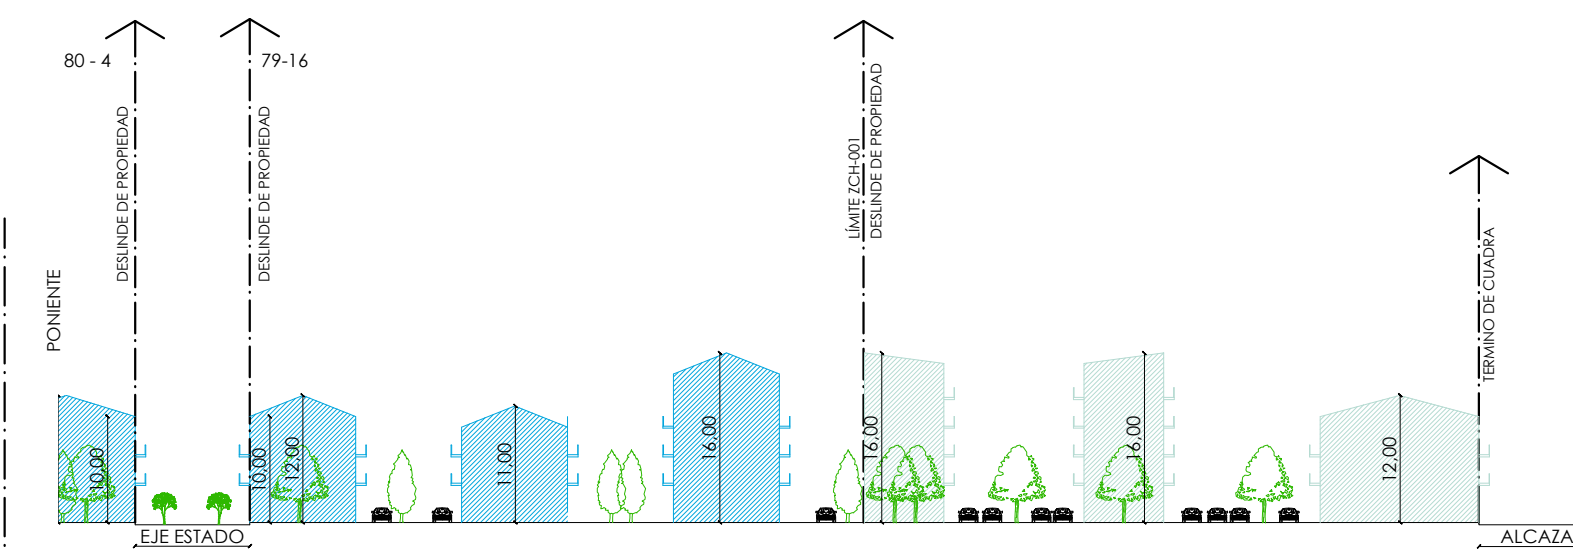 80 - 4
79-16
DESLINDE DE PROPIEDAD
DESLINDE DE PROPIEDAD
LÍMITE ZCH-001
DESLINDE DE PROPIEDAD
TERMINO DE CUADRA
PONIENTE
10,00
10,00
12,00
11,00
16,00
16,00
16,00
12,00
EJE ESTADO
ALCAZA